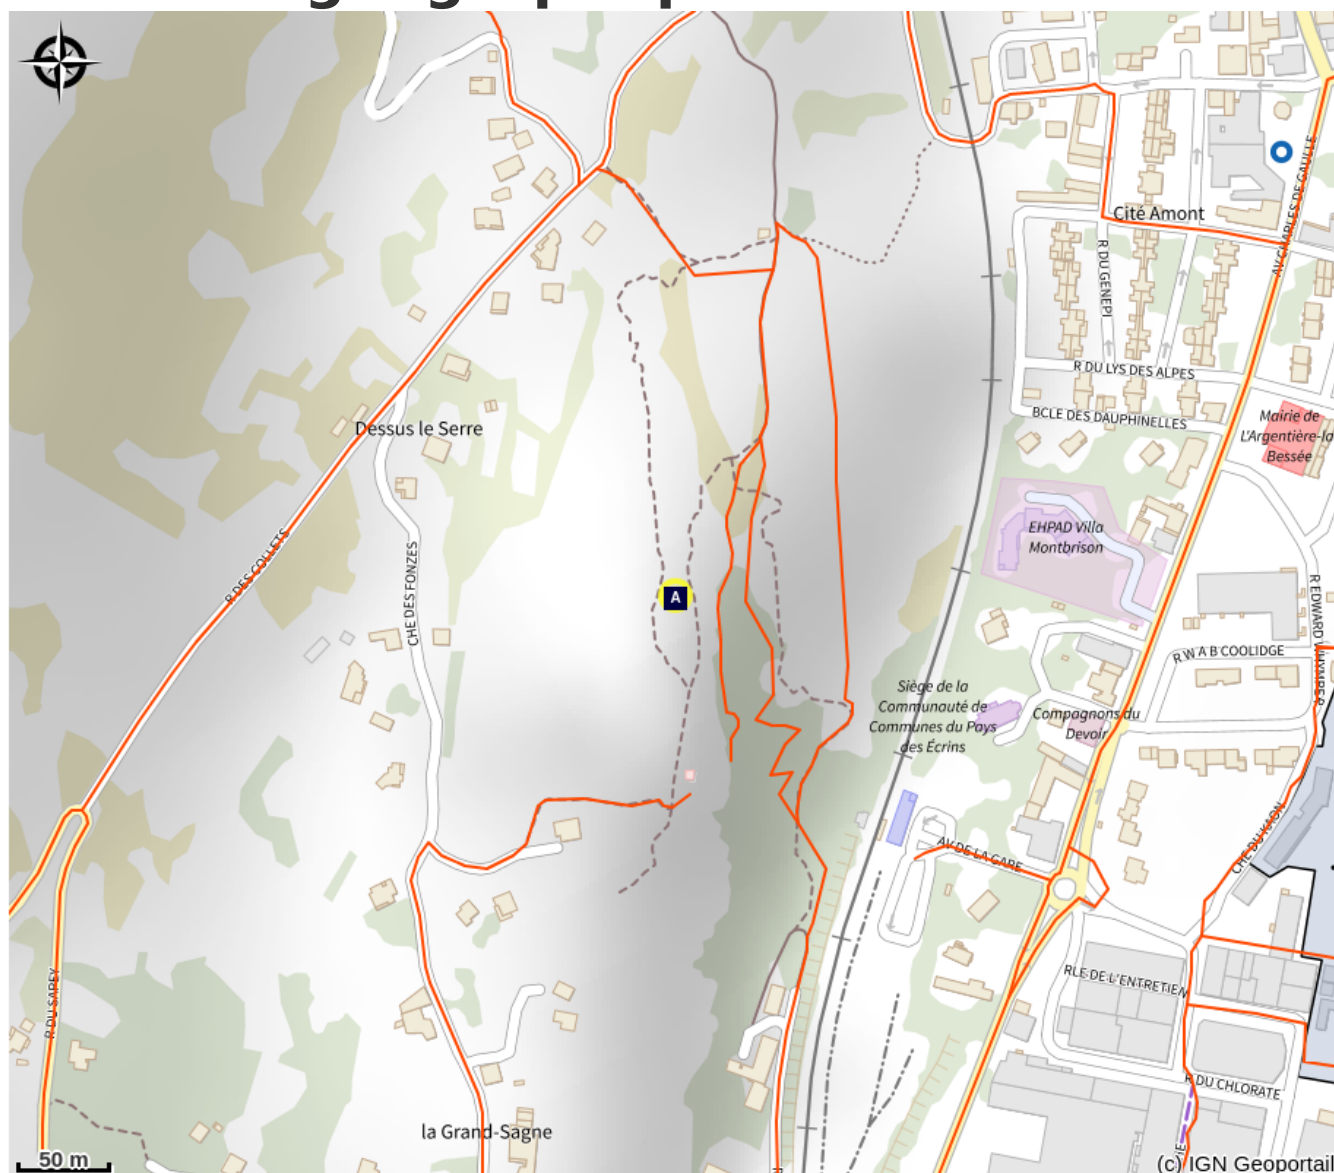 Cité Amont
AV CHARLES DE GAULLE
R DU GENEPI
R DU LYS DES ALPES
BCLE DES DAUPHINELLES
Mairie de
L'Argentière-la
Bessée
Dessus le Serre
EHPAD Villa
Montbrison
R DES COLLETS
CHE DES FONZES
A
R EDWARD WHYMPER
R W A B COOLIDGE
Siège de la
Communauté de
Communes du Pays
des Écrins
Compagnons du
Devoir
AV DE LA GARE
CHE DU KAON
RLE DE L'ENTRETIEN
R DU SAPEY
R DU CHLORATE
la Grand-Sagne
50 m
(c) IGN Geoportail